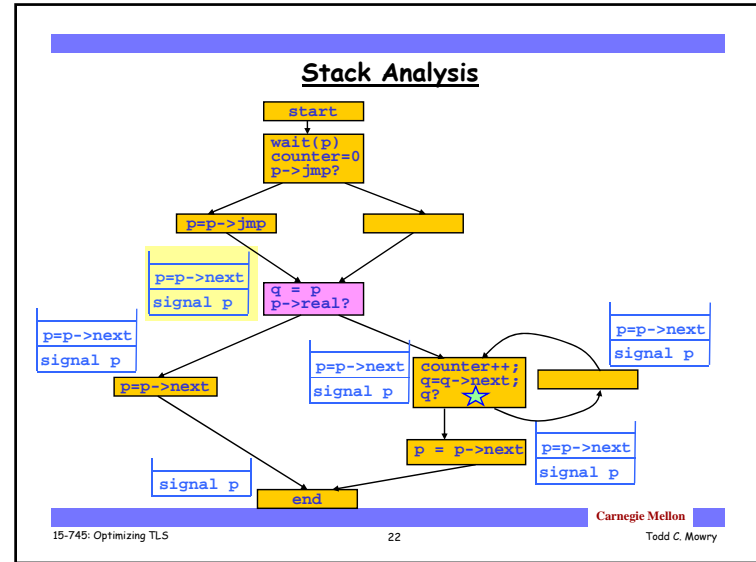 Stack Analysis
start
wait(p)
counter=0
p->jmp?
p=p->jmp
p=p->next
signal p
q = p
p->real?
p=p->next
signal p
p=p->next
signal p
p=p->next
signal p
counter++;
q=q->next;
q?
p=p->next
p = p->next
p=p->next
signal p
signal p
end
Carnegie Mellon
15-745: Optimizing TLS
22
Todd C. Mowry